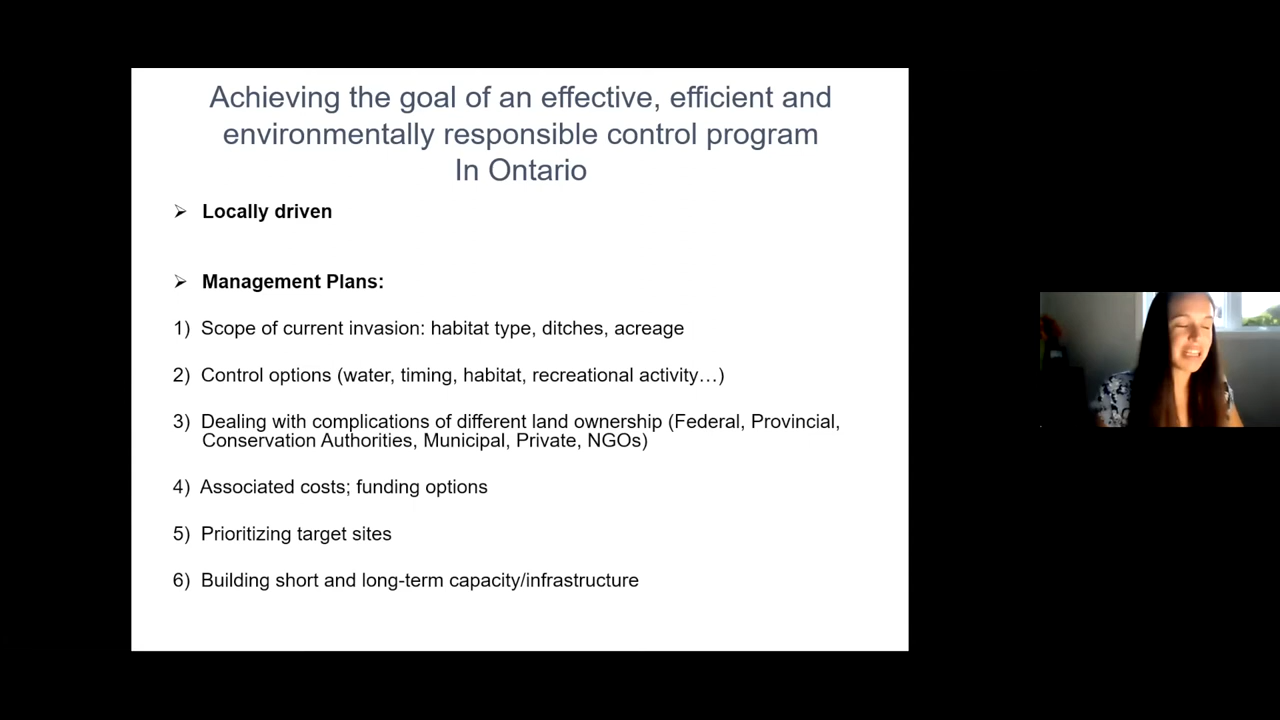 Achieving the goal of an effective, efficient and
environmentally responsible control program
In Ontario
➢ Locally driven
➢ Management Plans:
1) Scope of current invasion: habitat type, ditches, acreage
2) Control options (water, timing, habitat, recreational activity…)
3) Dealing with complications of different land ownership (Federal, Provincial,
Conservation Authorities, Municipal, Private, NGOs)
4) Associated costs; funding options
5) Prioritizing target sites
6) Building short and long-term capacity/infrastructure